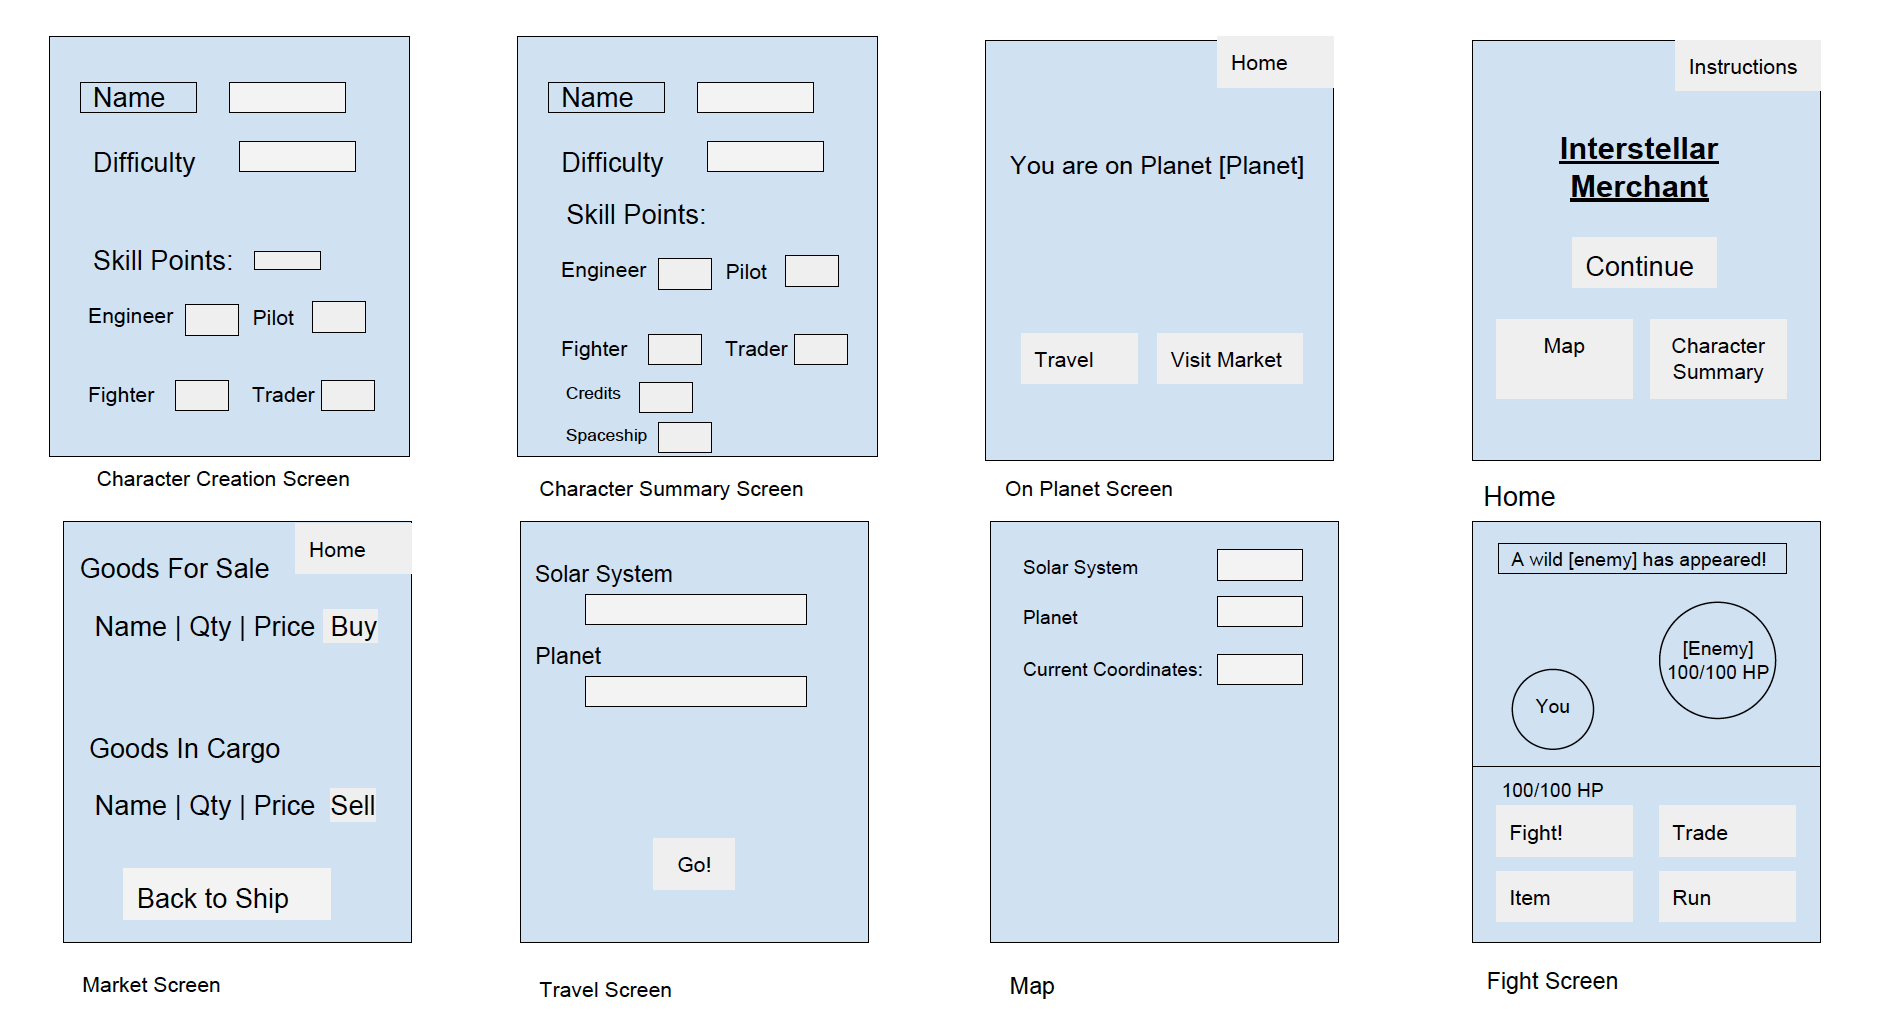 Name
Difficulty
Skill Points:
Engineer Pilot
Fighter Trader
Character Creation Screen
Name
Difficulty
Skill Points:
Engineer Pilot
Fighter Trader
Credits
Spaceship
Character Summary Screen
Home
You are on Planet [Planet]
Travel Visit Market
On Planet Screen
Instructions
Interstellar
Merchant
Continue
Map
Character
Summary
Home
Home
Goods For Sale
Name | Qty | Price Buy
Goods In Cargo
Name | Qty | Price Sell
Back to Ship
Market Screen
Solar System
Planet
Go!
Travel Screen
Solar System
Planet
Current Coordinates:
Map
A wild [enemy] has appeared!
[Enemy]
100/100 HP
You
100/100 HP
Fight! Trade
Item Run
Fight Screen